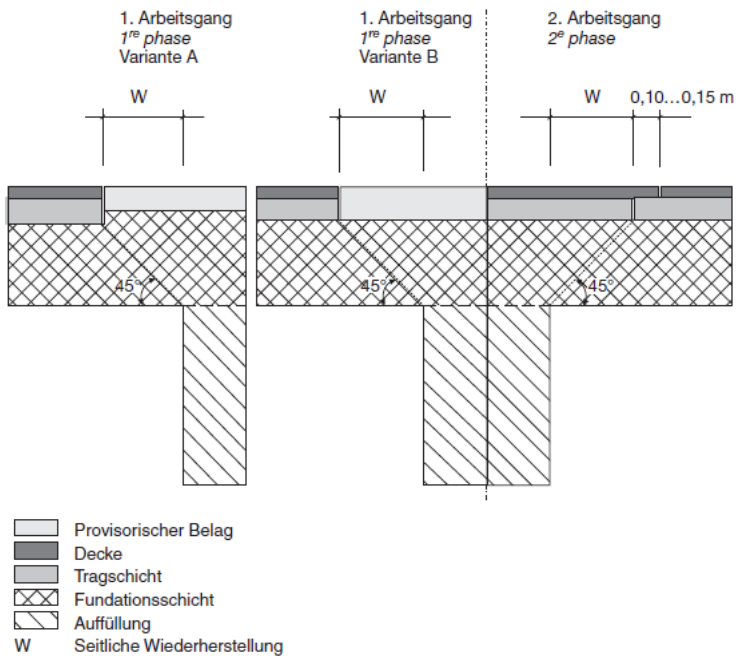 1. Arbeitsgang
1re phase
Variante A
1. Arbeitsgang
1re phase
Variante B
2. Arbeitsgang
2e phase
W
W
W
0,10...0,15 m
45°
45°
45°
Provisorischer Belag
Decke
Tragschicht
Fundationsschicht
Auffüllung
W Seitliche Wiederherstellung